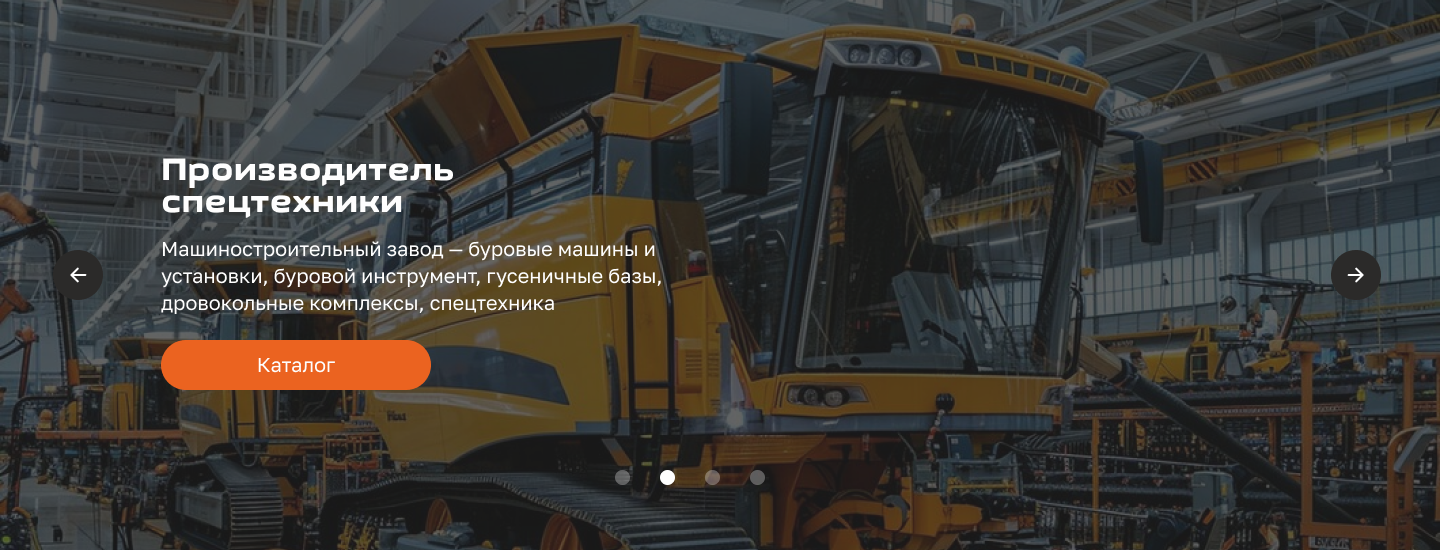 Производитель
спецтехники
Машиностроительный завод — буровые машины и
установки, буровой инструмент, гусеничные базы,
дровокольные комплексы, спецтехника
Каталог